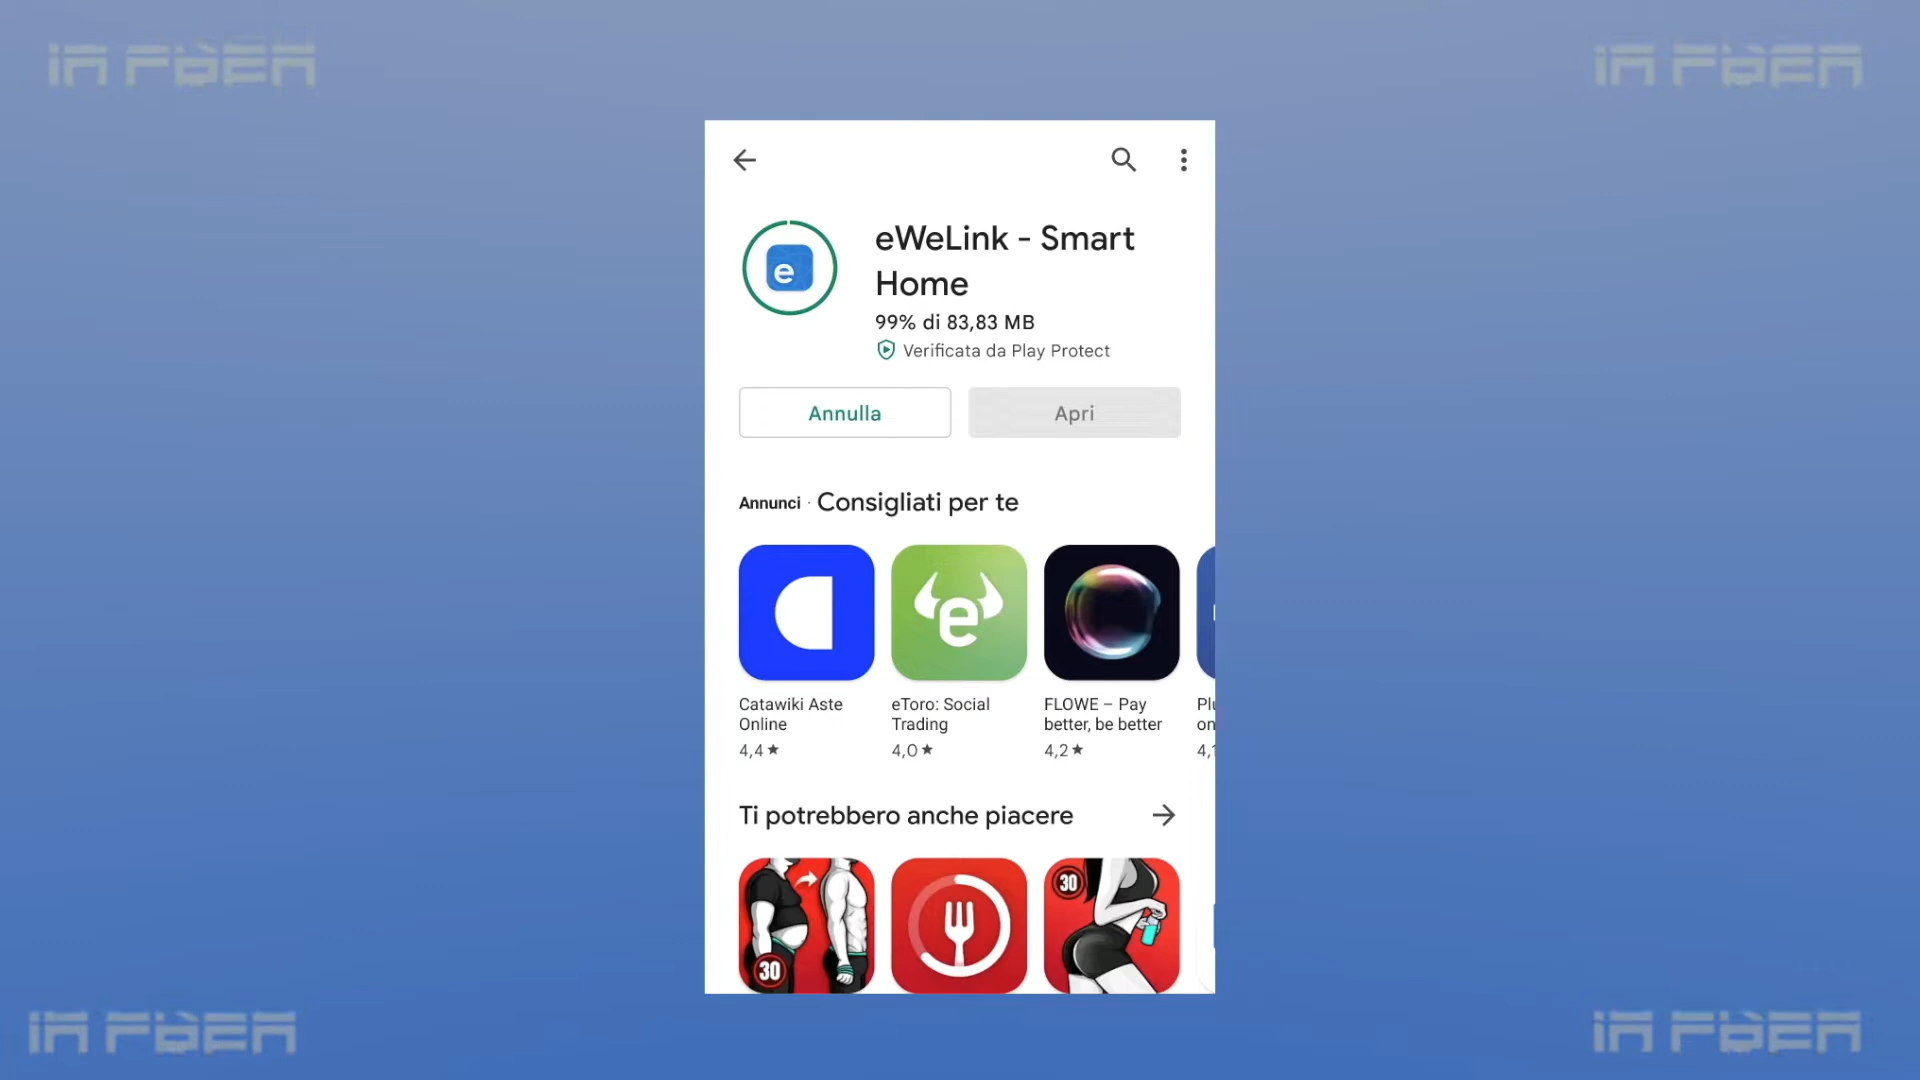 eWeLink - Smart
Home
99% di 83,83 MB
Verificata da Play Protect
Annulla
Apri
Annunci · Consigliati per te
Catawiki Aste
Online
4,4★
eToro: Social
Trading
4,0★
FLOWE – Pay
better, be better
4,2★
Ti potrebbero anche piacere
30
30